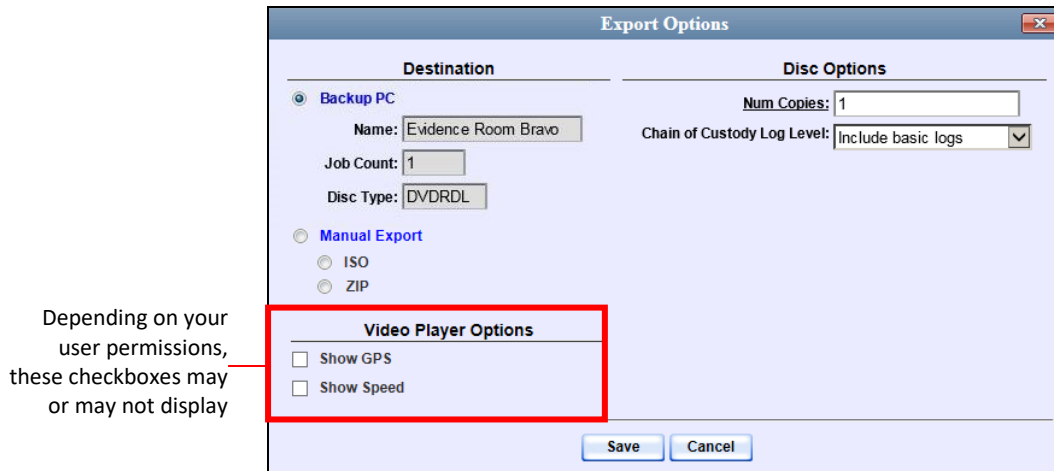 Export Options
Destination
Backup PC
Name: Evidence Room Bravo
Job Count: 1
Disc Type: DVDRDL
Manual Export
ISO
ZIP
Video Player Options
Show GPS
Show Speed
Disc Options
Num Copies: 1
Chain of Custody Log Level: Include basic logs
Save Cancel
Depending on your
user permissions,
these checkboxes may
or may not display